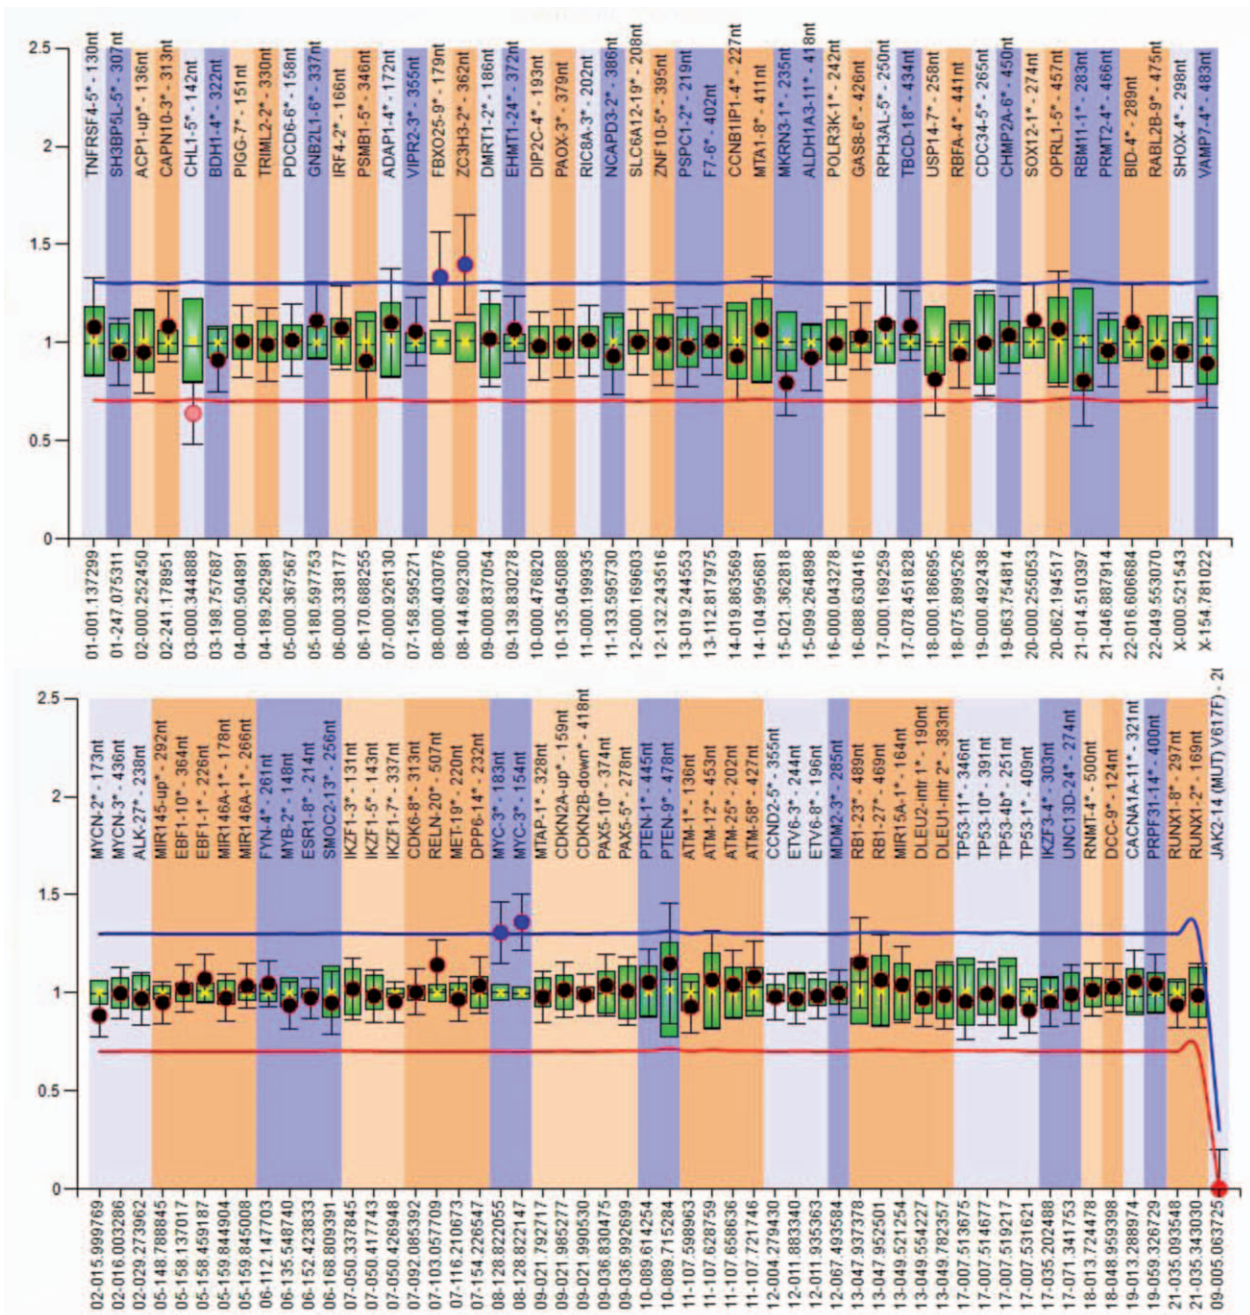 2.5
2
1.5
1
0.5
0
TNFRSF4-5* - 130nt
SH3BP5L-5* - 307nt
ACP1-up* - 136nt
CAPN10-3* - 313nt
CHL1-5* - 142nt
BDH1-4* - 322nt
PIGG-7* - 151nt
TRIML2-2* - 330nt
PDCD6-6* - 158nt
GNB2L1-6* - 337nt
IRF4-2* - 166nt
PSMB1-5* - 346nt
ADAP1-4* - 172nt
VIPR2-3* - 355nt
FBXO25-9* - 179nt
ZC3H3-2* - 362nt
DMRT1-2* - 186nt
EHMT1-24* - 372nt
DIP2C-4* - 193nt
PAOX-3* - 379nt
RIC8A-3* - 202nt
NCAPD3-2* - 386nt
SLC6A12-19* - 208nt
ZNF10-5* - 395nt
PSPC1-2* - 219nt
F7-6* - 402nt
CCNB1IP1-4* - 227nt
MTA1-8* - 411nt
MKRN3-1* - 235nt
ALDH1A3-11* - 418nt
POLR3K-1* - 242nt
GAS8-6* - 426nt
RPH3AL-5* - 250nt
TBCD-18* - 434nt
USP14-7* - 258nt
RBFA-4* - 441nt
CDC34-5* - 265nt
CHMP2A-6* - 450nt
SOX12-1* - 274nt
OPRL1-5* - 457nt
RBM11-1* - 283nt
PRMT2-4* - 466nt
BID-4* - 289nt
RABL2B-9* - 475nt
SHOX-4* - 298nt
VAMP7-4* - 483nt
01-001.137299
01-247.075311
02-000.252450
02-241.178951
03-000.344888
03-198.757687
04-000.504891
04-189.262981
05-000.367567
05-180.597753
06-000.338177
06-170.688255
07-000.926130
07-158.595271
08-000.403076
08-144.692300
09-000.837054
09-139.830278
10-000.476820
10-135.045088
11-000.199935
11-133.595730
12-000.169603
12-132.243516
13-019.244553
13-112.817975
14-019.863569
14-104.995681
15-021.362818
15-099.264898
16-000.043278
16-088.630416
17-000.169259
17-078.451828
18-000.186695
18-075.899526
19-000.492438
19-063.754814
20-000.255053
20-062.194517
21-014.510397
21-046.887914
22-016.606684
22-049.553070
X-000.521543
X-154.781022
2.5
2
1.5
1
0.5
0
MYCN-2* - 173nt
MYCN-3* - 436nt
ALK-27* - 238nt
MIR145-up* - 292nt
EBF1-10* - 364nt
EBF1-1* - 226nt
MIR146A-1* - 178nt
MIR146A-1* - 266nt
FYN-4* - 261nt
MYB-2* - 148nt
ESR1-8* - 214nt
SMOC2-13* - 256nt
IKZF1-3* - 131nt
IKZF1-5* - 143nt
IKZF1-7* - 337nt
CDK6-8* - 313nt
RELN-20* - 507nt
MET-19* - 220nt
DPP6-14* - 232nt
MYC-3* - 183nt
MYC-3* - 154nt
MTAP-1* - 328nt
CDKN2A-up* - 159nt
CDKN2B-down* - 418nt
PAX5-10* - 374nt
PAX5-5* - 278nt
PTEN-1* - 445nt
PTEN-9* - 478nt
ATM-1* - 136nt
ATM-12* - 453nt
ATM-25* - 202nt
ATM-58* - 427nt
CCND2-5* - 355nt
ETV6-3* - 244nt
ETV6-8* - 196nt
MDM2-3* - 285nt
RB1-23* - 489nt
RB1-27* - 469nt
MIR15A-1* - 164nt
DLEU2-intr 1* - 190nt
DLEU1-intr 2* - 383nt
TP53-11* - 346nt
TP53-10* - 391nt
TP53-4b* - 251nt
TP53-1* - 409nt
IKZF3-4* - 303nt
UNC13D-24* - 274nt
RNMT-4* - 500nt
DCC-9* - 124nt
CACNA1A-11* - 321nt
PRPF31-14* - 400nt
RUNX1-8* - 297nt
RUNX1-2* - 169nt
JAK2-14 (MUT) V617F) - 2
02-015.999769
02-016.003286
02-029.273962
05-148.788845
05-158.137017
05-158.459187
05-159.844904
05-159.845008
06-112.147703
06-135.548740
06-152.423833
06-168.809391
07-050.337845
07-050.417743
07-050.426948
07-092.085392
07-103.057709
07-116.210673
07-154.226547
08-128.822055
08-128.822147
09-021.792717
09-021.985277
09-021.990530
09-036.830475
09-036.992699
10-089.614254
10-089.715284
11-107.598963
11-107.628759
11-107.658636
11-107.721746
12-004.279430
12-011.883340
12-011.935363
12-067.493584
13-047.937378
13-047.952501
13-049.521254
13-049.554227
13-049.782357
17-007.513675
17-007.514677
17-007.519217
17-007.531621
17-035.202488
17-071.341753
18-013.724478
18-048.959398
19-013.288974
19-059.326729
21-035.093548
21-035.343030
09-005.063725